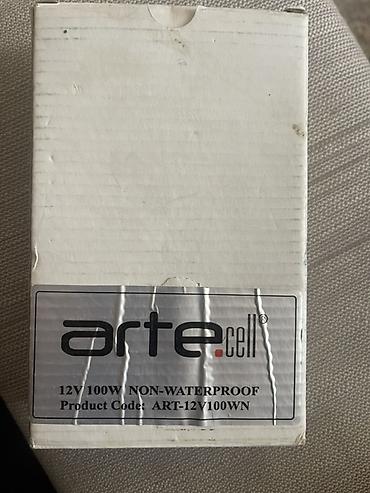 arte.cell®
12V 100W NON-WATERPROOF
Product Code: ART-12V100WN